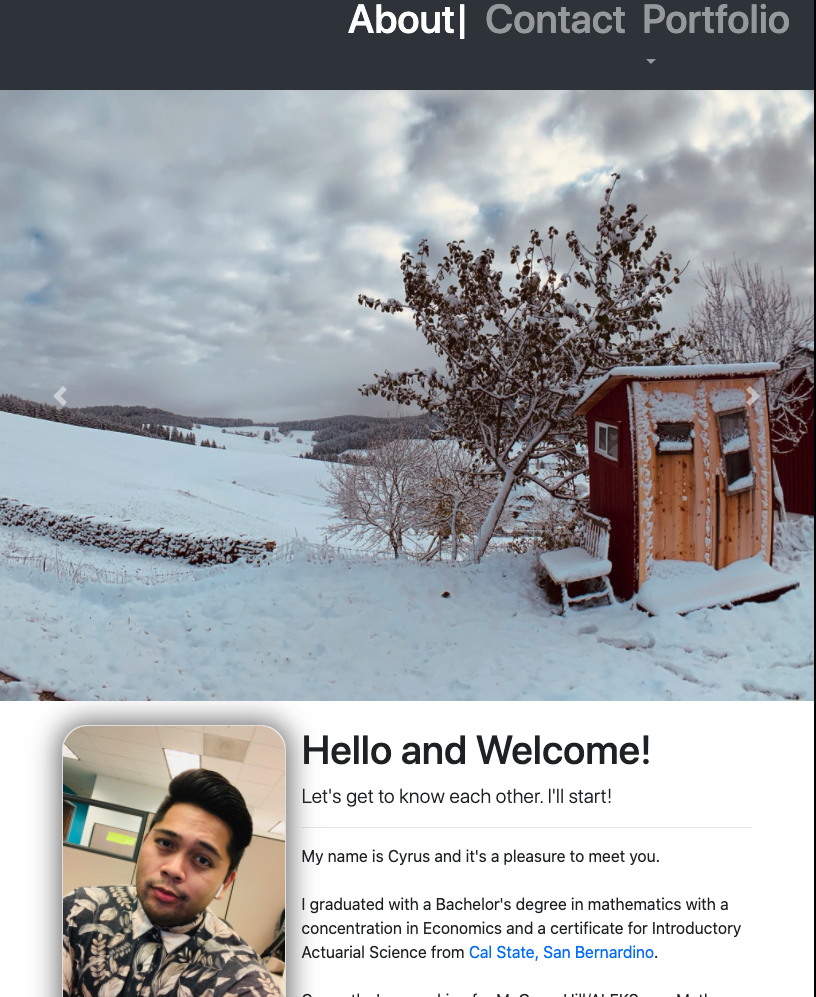 About| Contact Portfolio
Hello and Welcome!
Let's get to know each other. I'll start!
My name is Cyrus and it's a pleasure to meet you.
I graduated with a Bachelor's degree in mathematics with a
concentration in Economics and a certificate for Introductory
Actuarial Science from Cal State, San Bernardino.